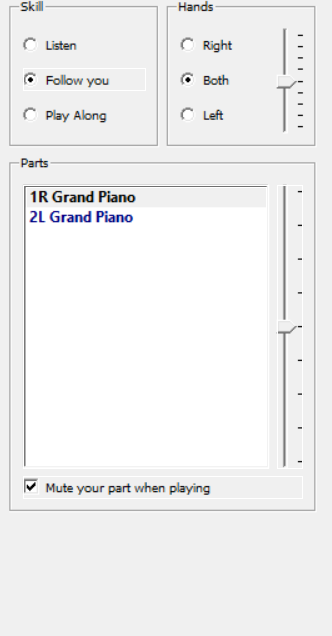 Skill
Listen
Follow you
Play Along
Hands
Right
Both
Left
Parts
1R Grand Piano
2L Grand Piano
Mute your part when playing